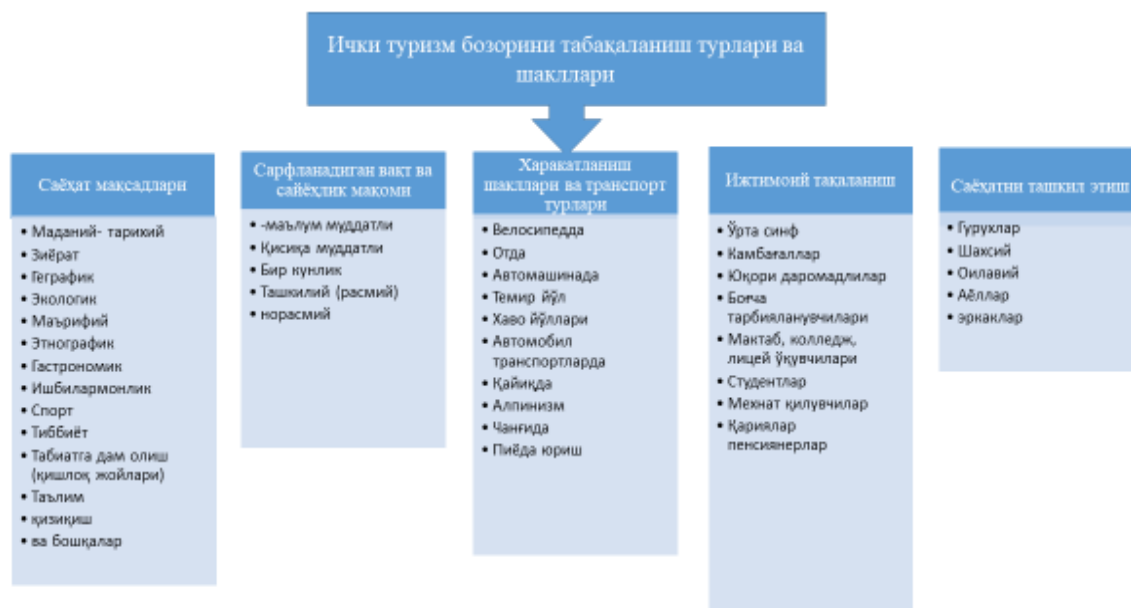 Ички туризм бозорини табақаланиш турлари ва
шакллари
Саёҳат мақсадлари
• Маданий- тарихий
• Зиёрат
• Геграфик
• Экологик
• Маърифий
• Этнографик
• Гастрономик
• Ишбилармонлик
• Спорт
• Тиббиёт
• Табиатга дам олиш
(қишлоқ жойлари)
• Таълим
• қизиқиш
• ва бошқалар
Сарфланадиган вақт ва
сайёҳлик мақоми
• -маълум муддатли
• Қисиқа муддатли
• Бир кунлик
• Ташкилий (расмий)
• норасмий
Харакатланиш
шакллари ва транспорт
турлари
• Велосипедда
• Отда
• Автомашинада
• Темир йўл
• Хаво йўллари
• Автомобил
транспортларда
• Қайиқда
• Алпинизм
• Чанғида
• Пиёда юриш
Ижтимоий тақаланиш
• Ўрта синф
• Камбағаллар
• Юқори даромадлилар
• Боғча
тарбияланувчилари
• Мактаб, колледж,
лицей ўқувчилари
• Студентлар
• Мехнат қилувчилар
• Қариялар
пенсиянерлар
Саёҳатни ташкил этиш
• Гурухлар
• Шахсий
• Оилавий
• Аёллар
• эркаклар